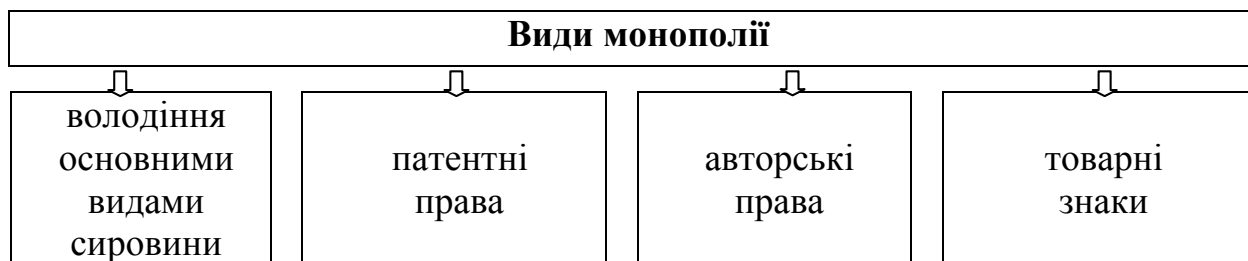 Види монополії
володіння
основними
видами
сировини
патентні
права
авторські
права
товарні
знаки